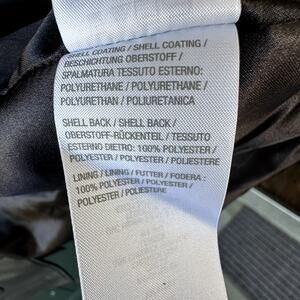 SHELL COATING / SHELL COATING /
BESCHICHTUNG OBERSTOFF /
SPALMATURA TESSUTO ESTERNO:
POLYURETHANE / POLYURETHANE /
POLYURETHAN / POLIURETANICA
SHELL BACK / SHELL BACK /
OBERSTOFF-RÜCKENTEIL / TESSUTO
ESTERNO DIETRO: 100% POLYESTER /
POLYESTER / POLYESTER / POLIESTERE
LINING / LINING / FUTTER / FODERA :
100% POLYESTER / POLYESTER /
POLYESTER / POLIESTERE